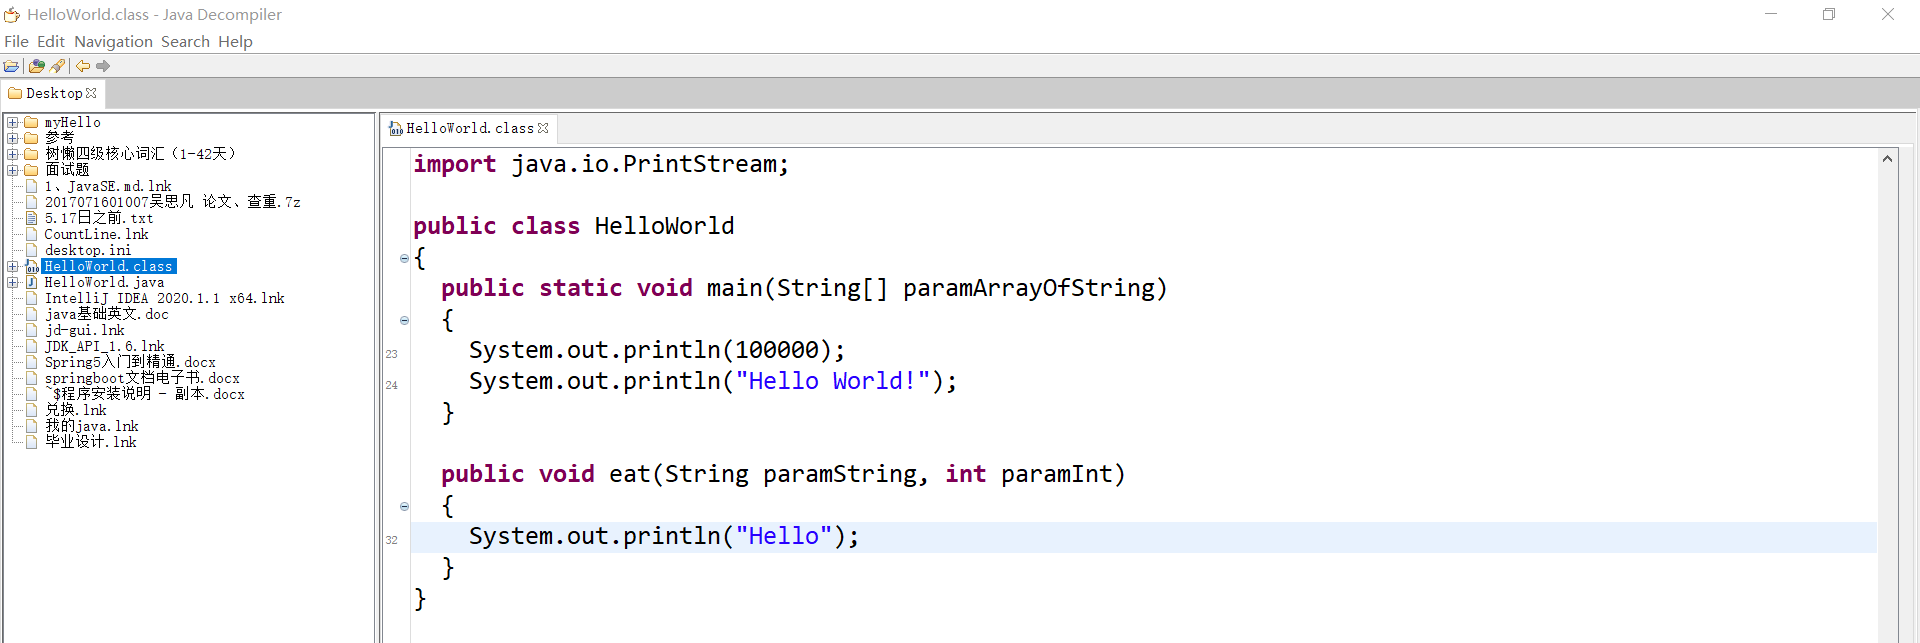 HelloWorld.class - Java Decompiler
File Edit Navigation Search Help
Desktop
myHello
参考
树懒四级核心词汇（1-42天）
面试题
1、JavaSE.md.lnk
2017071601007吴思凡 论文、查重.7z
5.17日之前.txt
CountLine.lnk
desktop.ini
HelloWorld.class
HelloWorld.java
IntelliJ IDEA 2020.1.1 x64.lnk
java基础英文.doc
jd-gui.lnk
JDK_API_1.6.lnk
Spring5入门到精通.docx
springboot文档电子书.docx
~$程序安装说明 - 副本.docx
兑换.lnk
我的java.lnk
毕业设计.lnk
HelloWorld.class
import java.io.PrintStream;
public class HelloWorld
{
public static void main(String[] paramArrayOfString)
{
23 System.out.println(100000);
24 System.out.println("Hello World!");
}
public void eat(String paramString, int paramInt)
{
32 System.out.println("Hello");
}
}